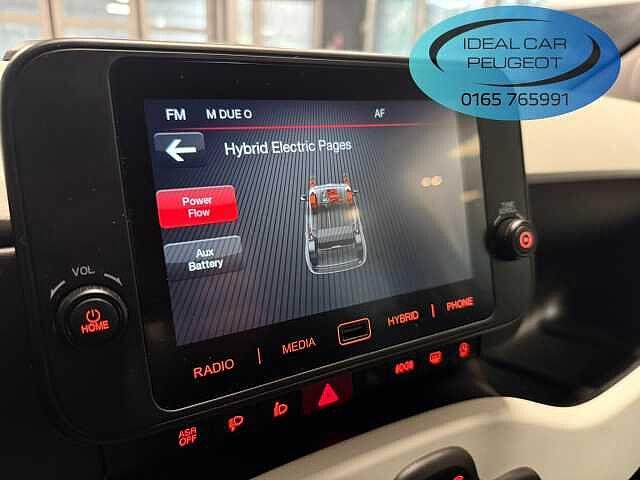 IDEAL CAR
PEUGEOT
0165 765991
FM M DUE O AF
Hybrid Electric Pages
Power
Flow
Aux
Battery
VOL
HOME
RADIO | MEDIA HYBRID | PHONE
ASR
OFF